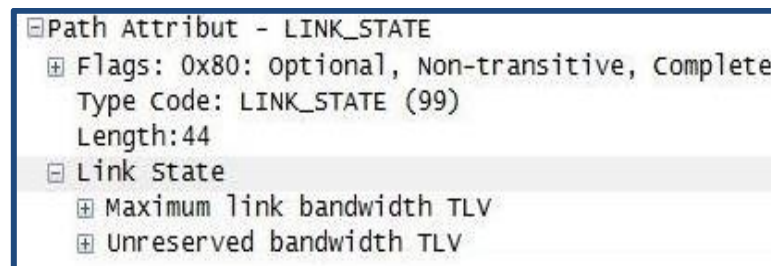 Path Attribut - LINK_STATE
Flags: 0x80: Optional, Non-transitive, Complete
Type Code: LINK_STATE (99)
Length:44
Link State
Maximum link bandwidth TLV
Unreserved bandwidth TLV